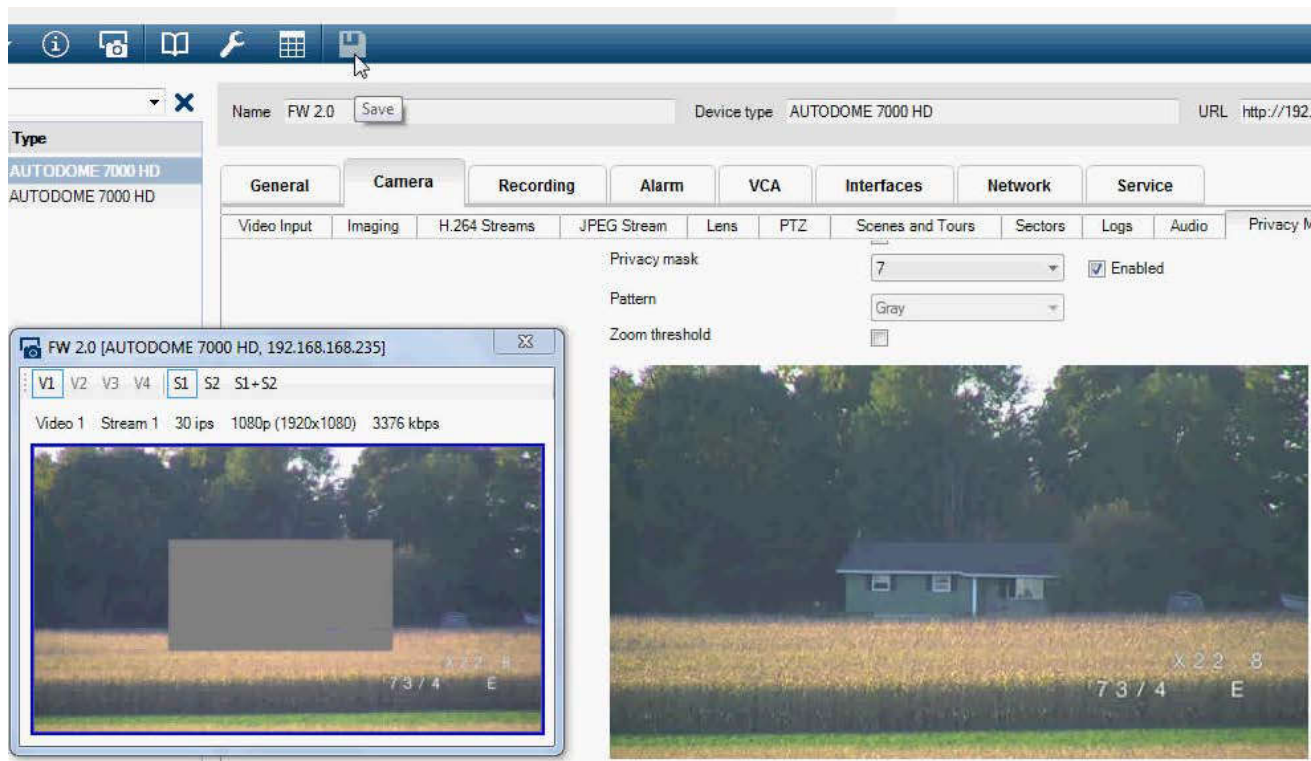 Save
Name FW 2.0 Device type AUTODOME 7000 HD URL http://192.
Type
AUTODOME 7000 HD
AUTODOME 7000 HD
General Camera Recording Alarm VCA Interfaces Network Service
Video Input Imaging H.264 Streams JPEG Stream Lens PTZ Scenes and Tours Sectors Logs Audio Privacy M
Privacy mask 7 Enabled
Pattern Gray
Zoom threshold
FW 2.0 [AUTODOME 7000 HD, 192.168.168.235]
V1 V2 V3 V4 S1 S2 S1+S2
Video 1 Stream 1 30 ips 1080p (1920x1080) 3376 kbps
X22 8
73/4 E
X22 8
73/4 E